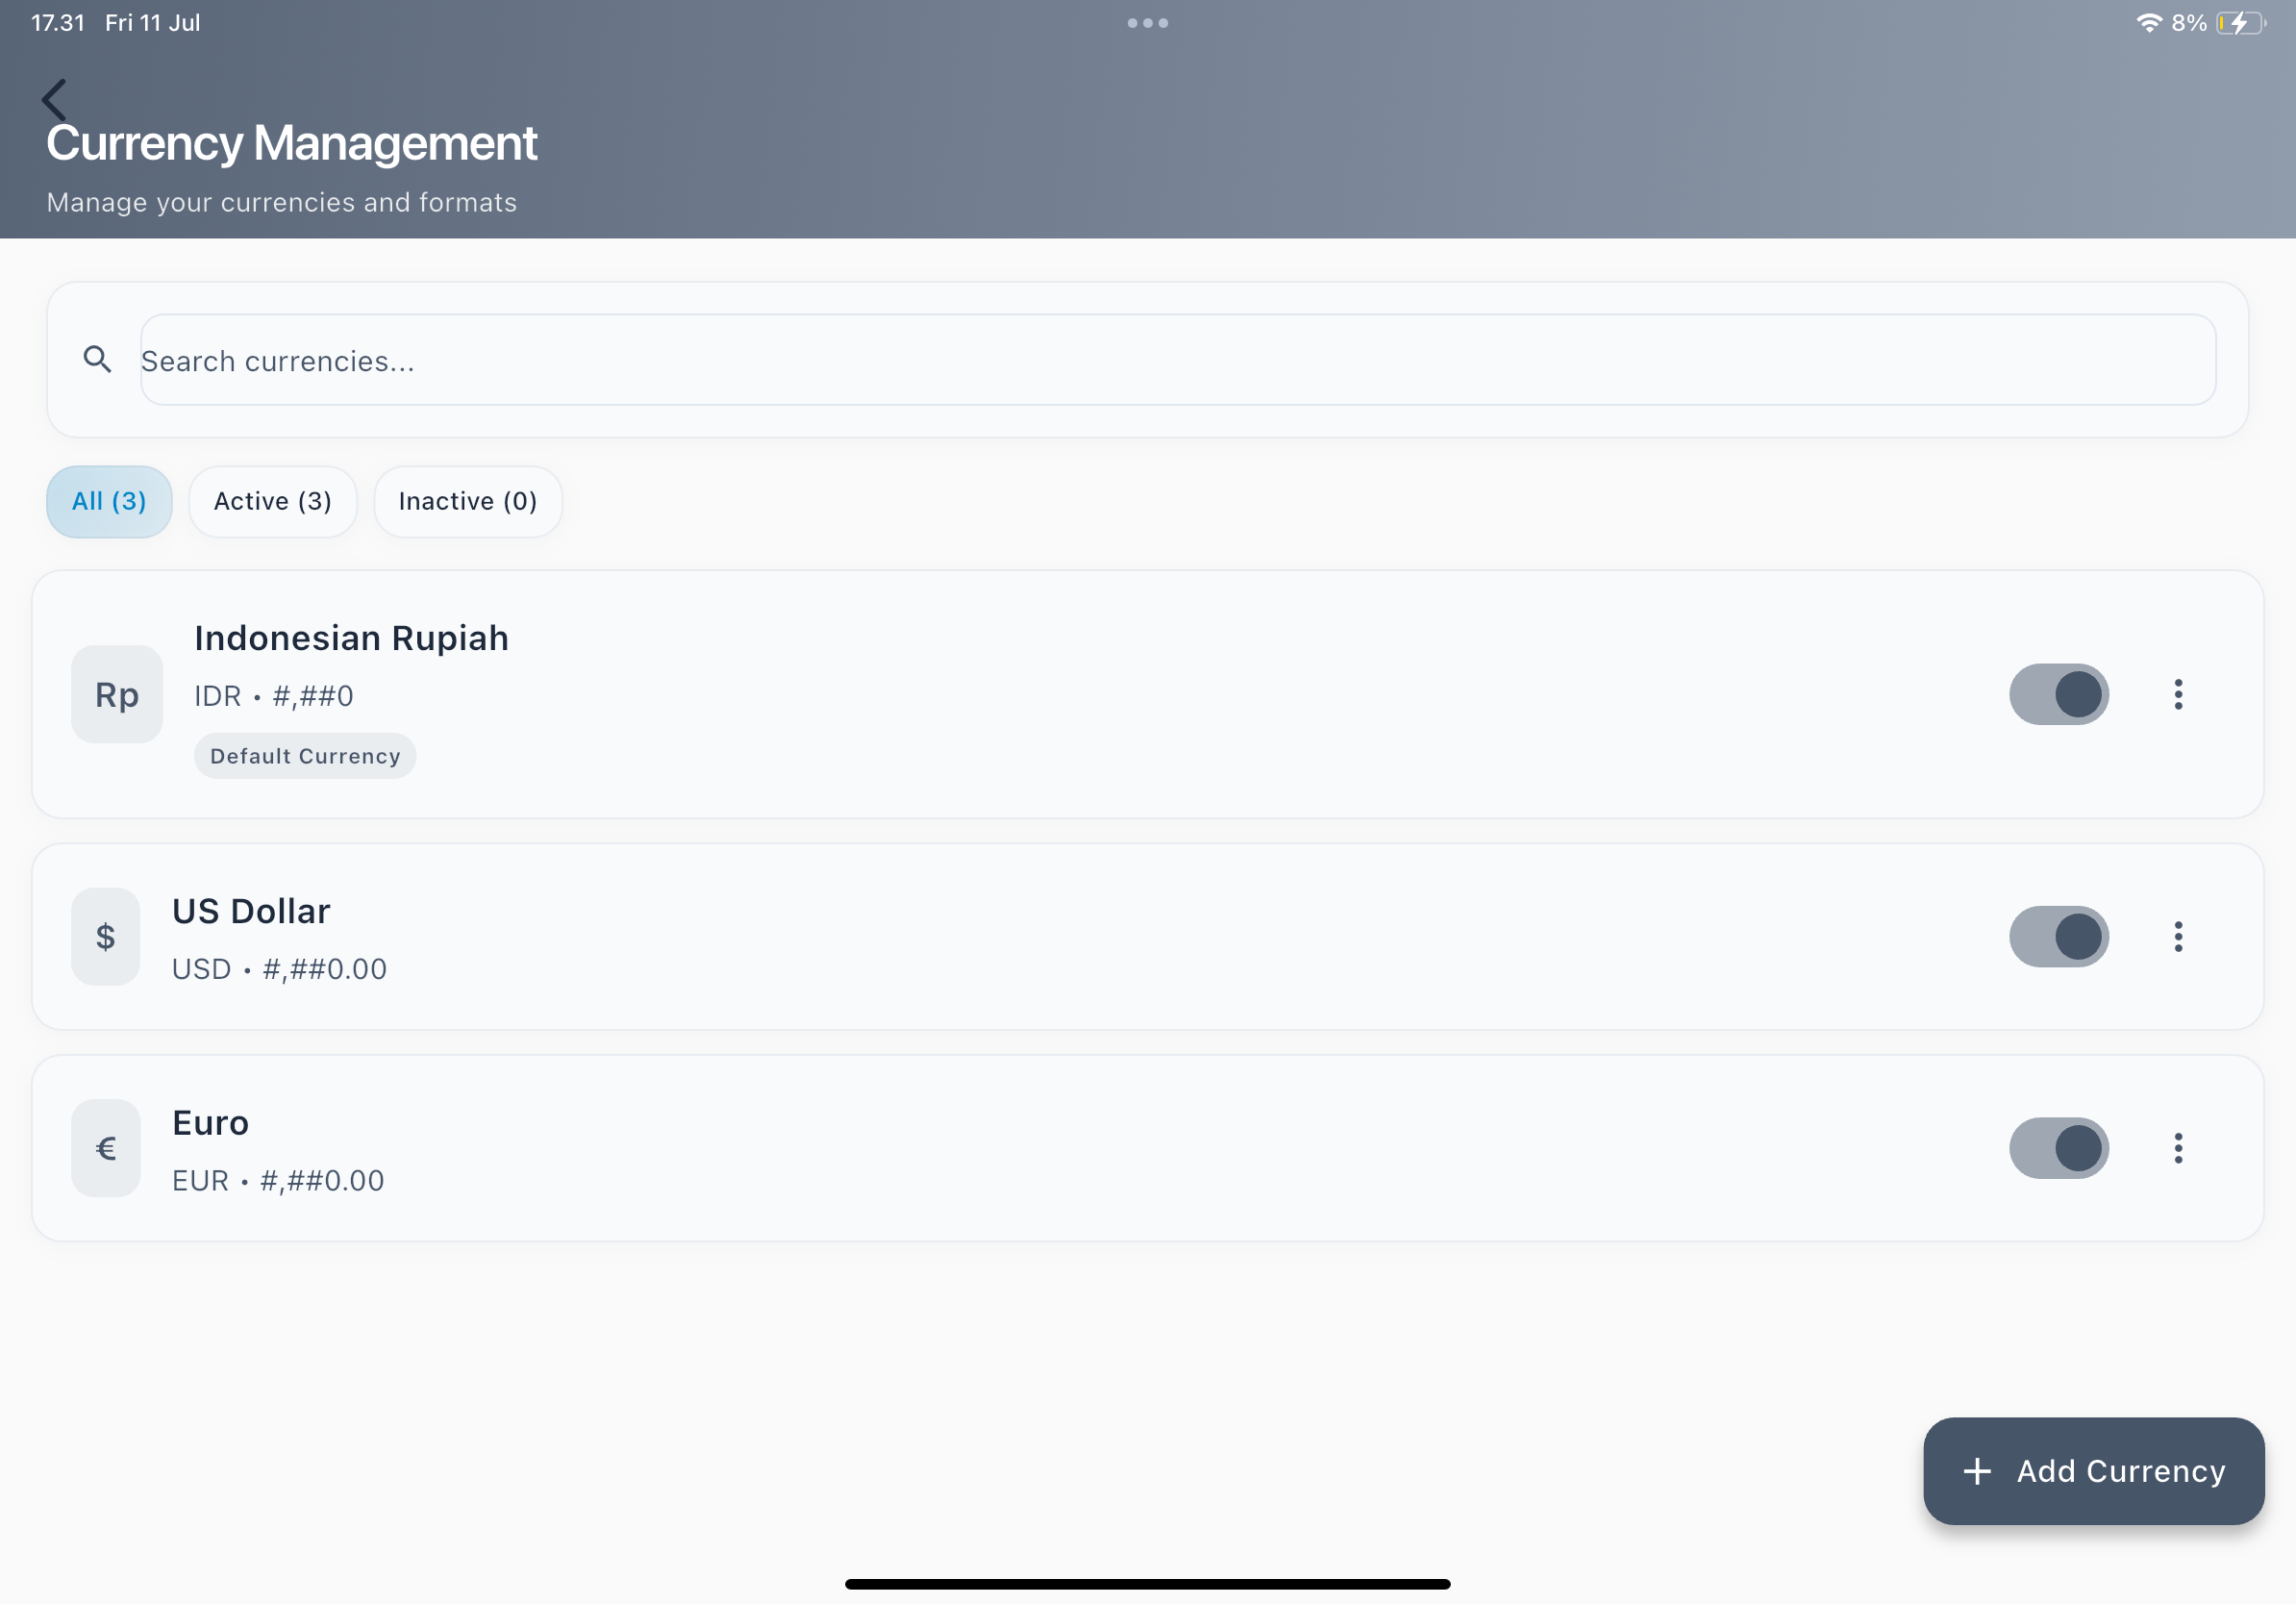 17.31 Fri 11 Jul
8%
Currency Management
Manage your currencies and formats
Search currencies...
All (3)
Active (3)
Inactive (0)
Rp
Indonesian Rupiah
IDR • #,##0
Default Currency
$
US Dollar
USD • #,##0.00
€
Euro
EUR • #,##0.00
+ Add Currency